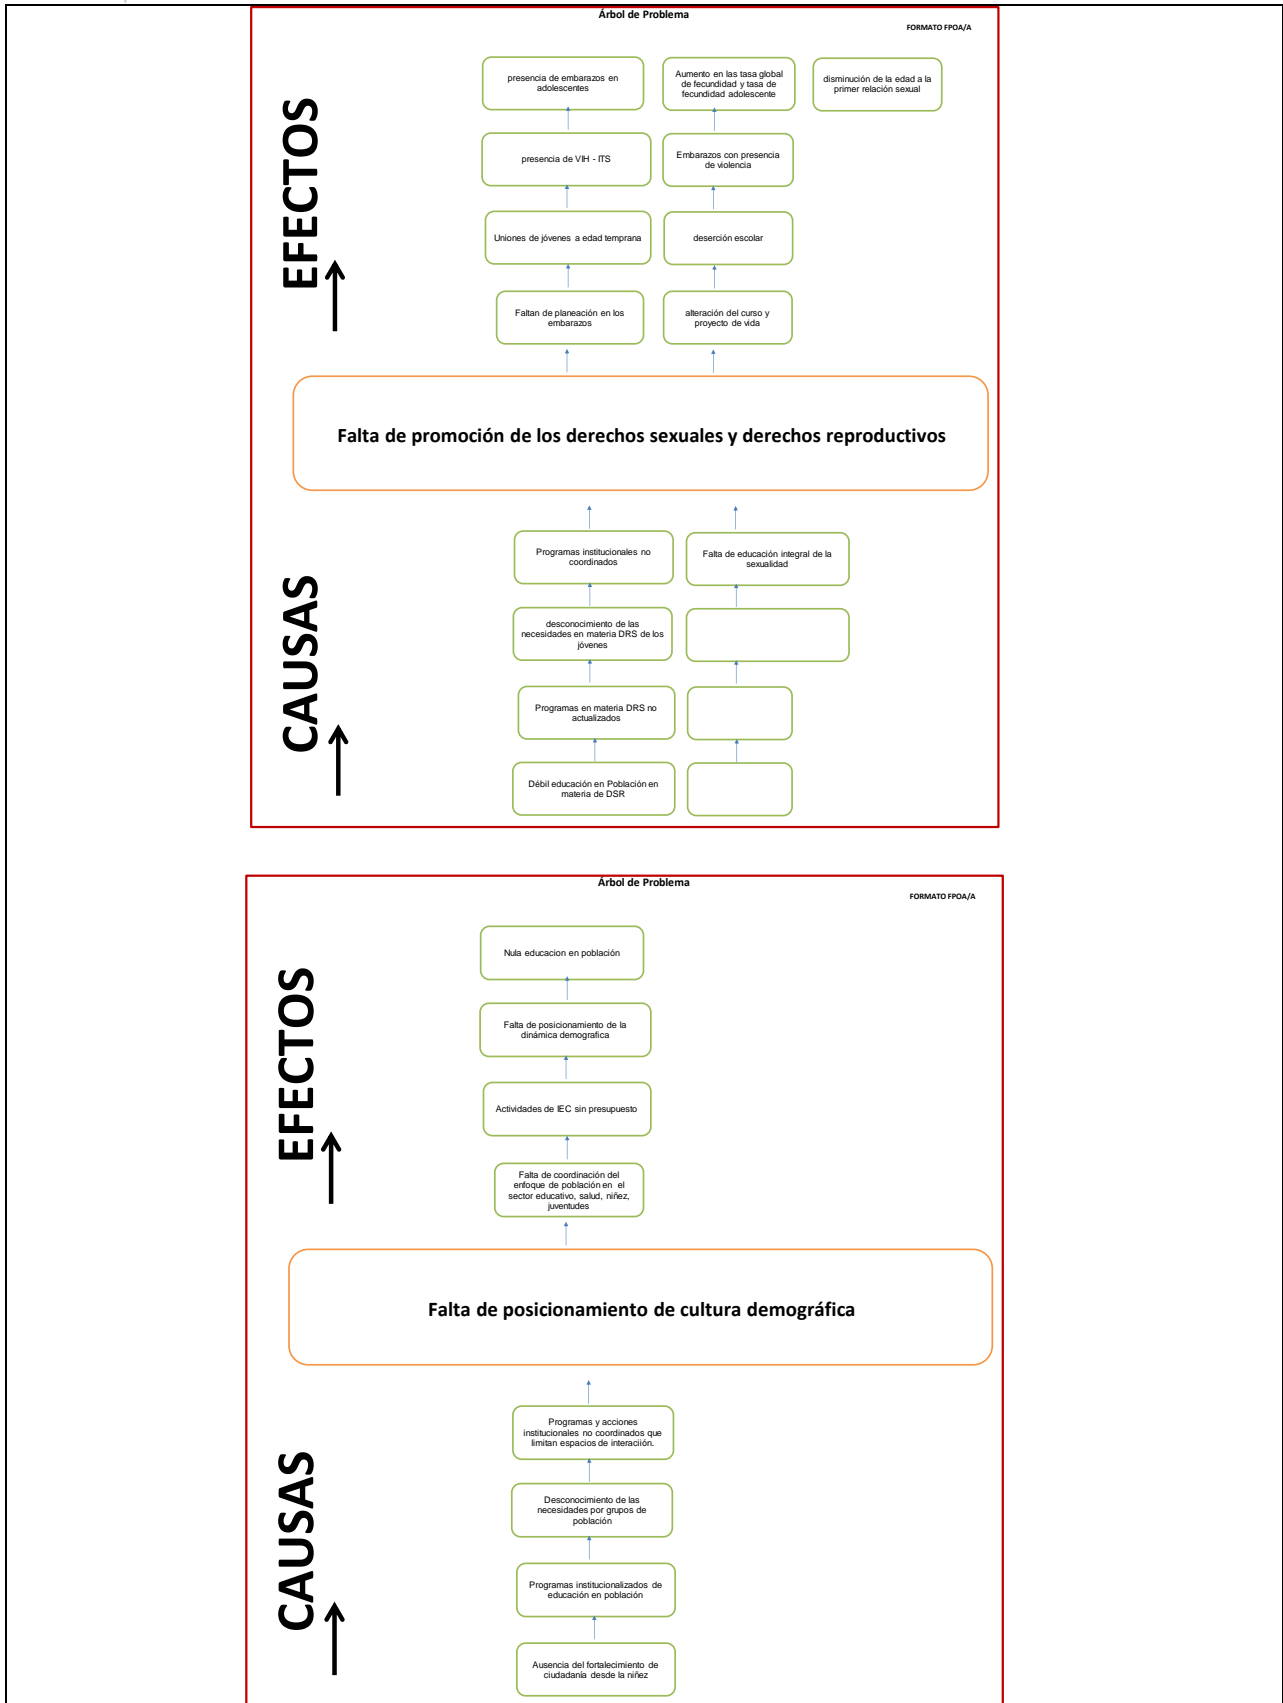 Árbol de Problema
FORMATO FPOA/A
EFECTOS
presencia de embarazos en
adolescentes
Aumento en las tasa global
de fecundidad y tasa de
fecundidad adolescente
disminución de la edad a la
primer relación sexual
presencia de VIH - ITS
Embarazos con presencia
de violencia
Uniones de jóvenes a edad temprana
deserción escolar
Faltan de planeación en los
embarazos
alteración del curso y
proyecto de vida
Falta de promoción de los derechos sexuales y derechos reproductivos
CAUSAS
Programas institucionales no
coordinados
Falta de educación integral de la
sexualidad
desconocimiento de las
necesidades en materia DRS de los
jóvenes
Programas en materia DRS no
actualizados
Débil educación en Población en
materia de DSR
Árbol de Problema
FORMATO FPOA/A
EFECTOS
Nula educacion en población
Falta de posicionamiento de la
dinámica demografica
Actividades de IEC sin presupuesto
Falta de coordinación del
enfoque de población en el
sector educativo, salud, niñez,
juventudes
Falta de posicionamiento de cultura demográfica
CAUSAS
Programas y acciones
institucionales no coordinados que
limitan espacios de interaciión.
Desconocimiento de las
necesidades por grupos de
población
Programas institucionalizados de
educación en población
Ausencia del fortalecimiento de
ciudadanía desde la niñez